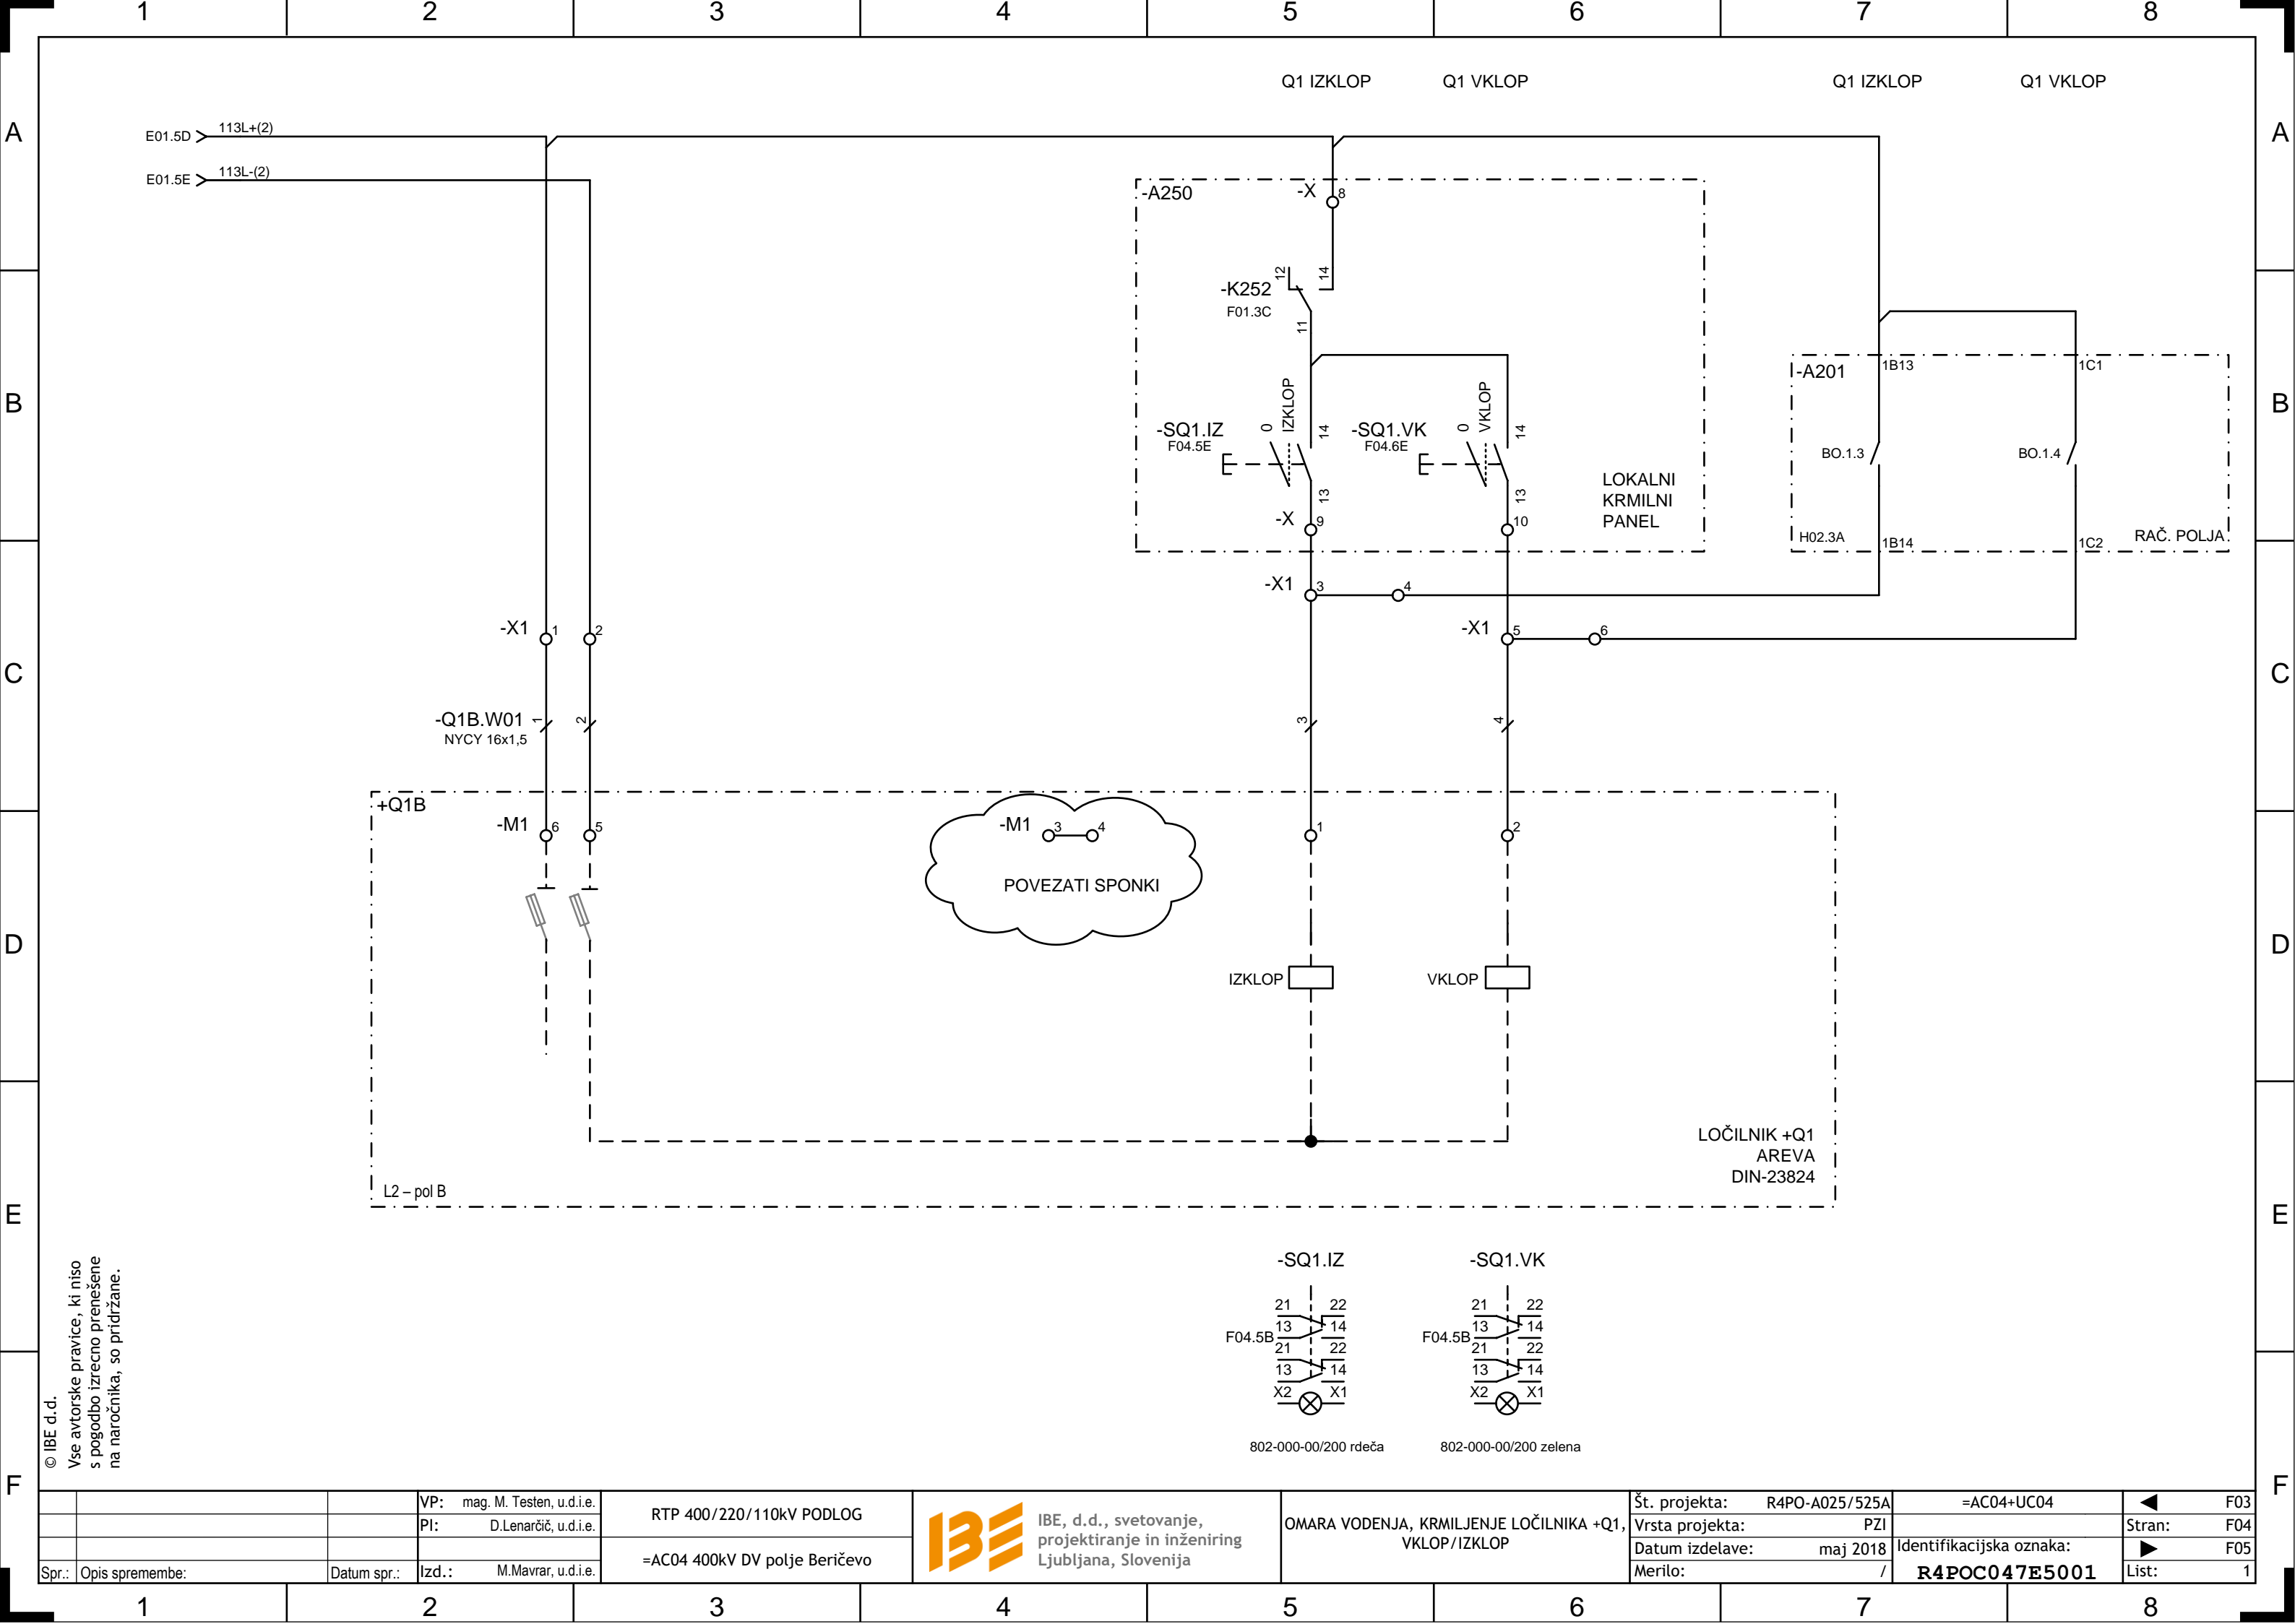 1 2 3 4 5 6 7 8
Q1 IZKLOP
Q1 VKLOP
Q1 IZKLOP
Q1 VKLOP
A
A
E01.5D
113L+(2)
E01.5E
113L-(2)
-A250
-X
8
12
14
-K252
F01.3C
11
B
B
-SQ1.IZ
F04.5E
0
IZKLOP
14
13
-SQ1.VK
F04.6E
0
VKLOP
14
13
LOKALNI
KRMILNI
PANEL
-X
9
10
-A201
1B13
1C1
BO.1.3
BO.1.4
H02.3A
1B14
1C2
RAČ. POLJA
-X1
3
4
-X1
1
2
-X1
5
6
C
C
-Q1B.W01
NYCY 16x1,5
1
2
3
4
+Q1B
-M1
6
5
-M1
3
4
1
2
POVEZATI SPONKI
D
D
IZKLOP
VKLOP
LOČILNIK +Q1
AREVA
DIN-23824
L2 – pol B
E
E
-SQ1.IZ
21 22
13 14
F04.5B
21 22
13 14
X2 X1
802-000-00/200 rdeča
-SQ1.VK
21 22
13 14
F04.5B
21 22
13 14
X2 X1
802-000-00/200 zelena
© IBE d.d.
Vse avtorske pravice, ki niso
s pogodbo izrecno prenešene
na naročnika, so pridržane.
F
F
Spr.:
Opis spremembe:
Datum spr.:
VP: mag. M. Testen, u.d.i.e.
PI: D.Lenarčič, u.d.i.e.
Izd.: M.Mavrar, u.d.i.e.
RTP 400/220/110kV PODLOG
=AC04 400kV DV polje Beričevo
IBE
IBE, d.d., svetovanje,
projektiranje in inženiring
Ljubljana, Slovenija
OMARA VODENJA, KRMILJENJE LOČILNIKA +Q1,
VKLOP/IZKLOP
Št. projekta: R4PO-A025/525A
Vrsta projekta: PZI
Datum izdelave: maj 2018
Merilo: /
=AC04+UC04
Identifikacijska oznaka:
R4POC047E5001
F03
Stran: F04
F05
List: 1
1 2 3 4 5 6 7 8